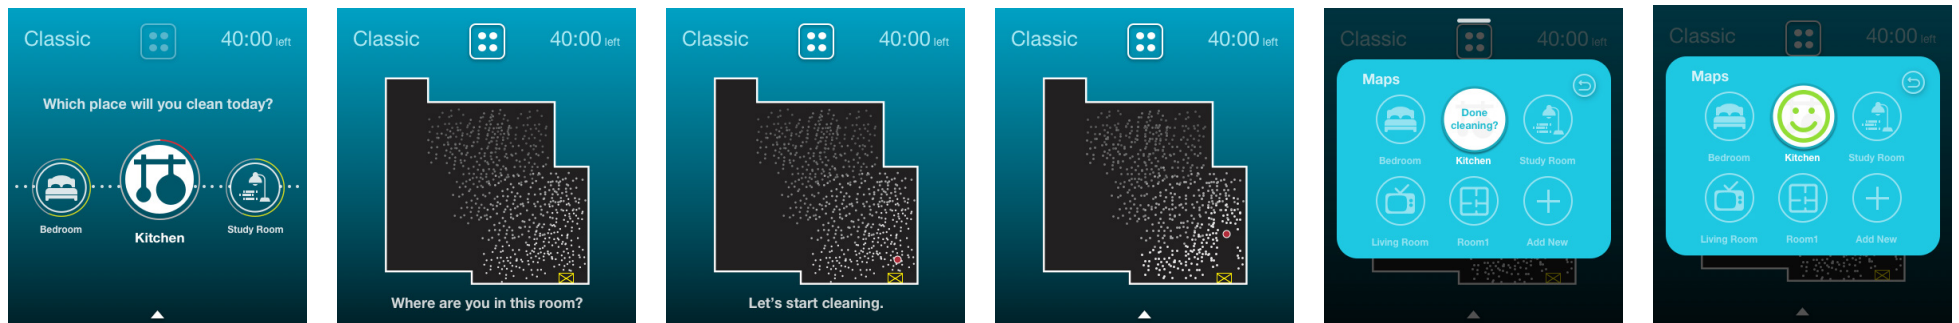 Classic
40:00 left
Which place will you clean today?
Bedroom
Kitchen
Study Room
Classic
40:00 left
Where are you in this room?
Classic
40:00 left
Let's start cleaning.
Classic
40:00 left
Classic
40:00 left
Maps
Done
cleaning?
Bedroom
Kitchen
Study Room
Living Room
Room1
Add New
Classic
40:00 left
Maps
Bedroom
Kitchen
Study Room
Living Room
Room1
Add New